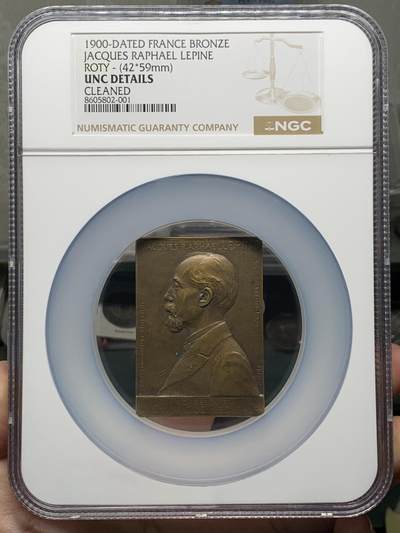 1900-DATED FRANCE BRONZE
JACQUES RAPHAEL LEPINE
ROTY - (42*59mm)
UNC DETAILS
CLEANED
8605802-001
NUMISMATIC GUARANTY COMPANY
NGC